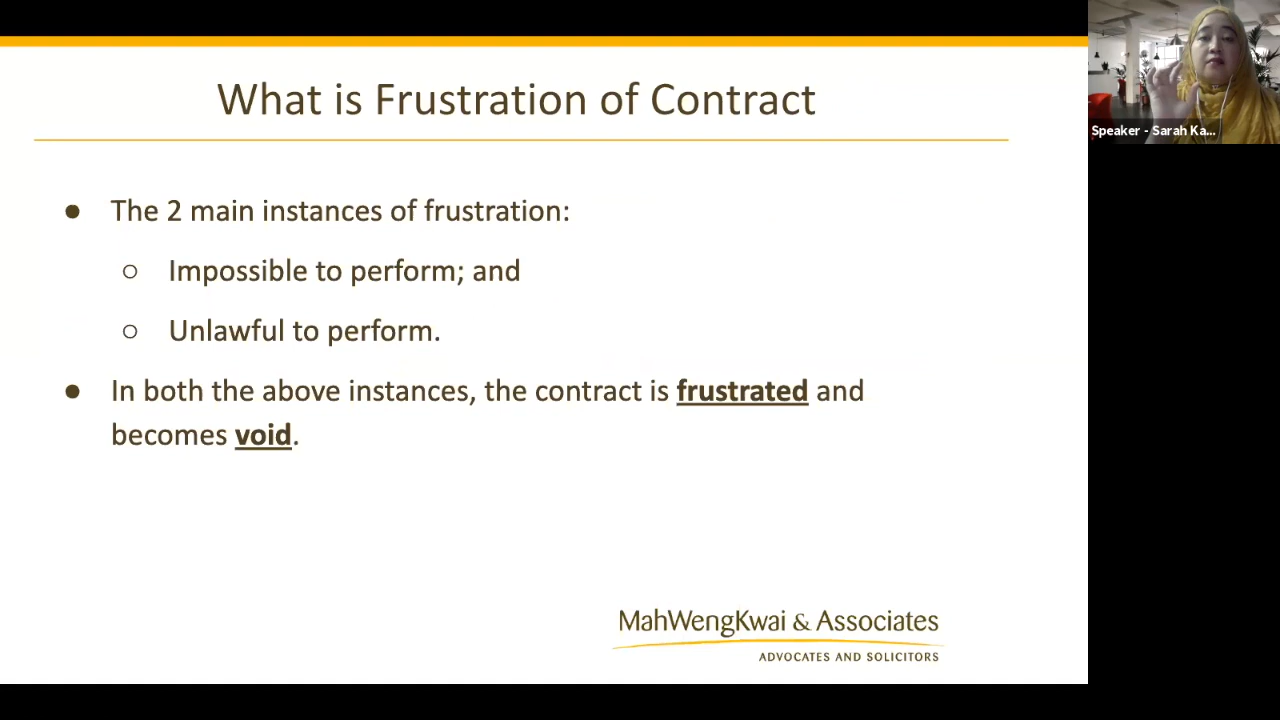 What is Frustration of Contract
Speaker - Sarah Ka...
● The 2 main instances of frustration:
○ Impossible to perform; and
○ Unlawful to perform.
● In both the above instances, the contract is frustrated and
becomes void.
MahWengKwai & Associates
ADVOCATES AND SOLICITORS